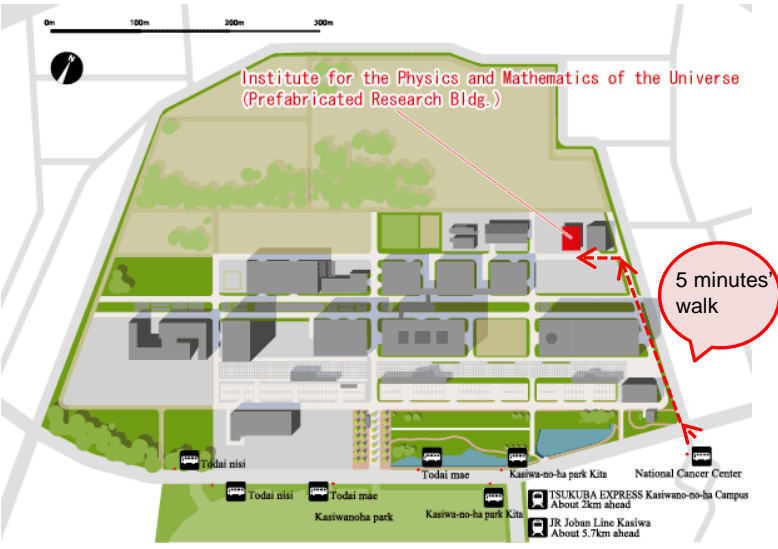 0m 100m 200m 300m
Institute for the Physics and Mathematics of the Universe
(Prefabricated Research Bldg.)
5 minutes'
walk
Todai nisi
Todai mae
Kasiwa-no-ha park Kita
National Cancer Center
Todai nisi
Todai mae
Kasiwanoha park
Kasiwa-no-ha park Kita
TSUKUBA EXPRESS Kasiwano-no-ha Campus
About 2km ahead
JR Joban Line Kasiwa
About 5.7km ahead